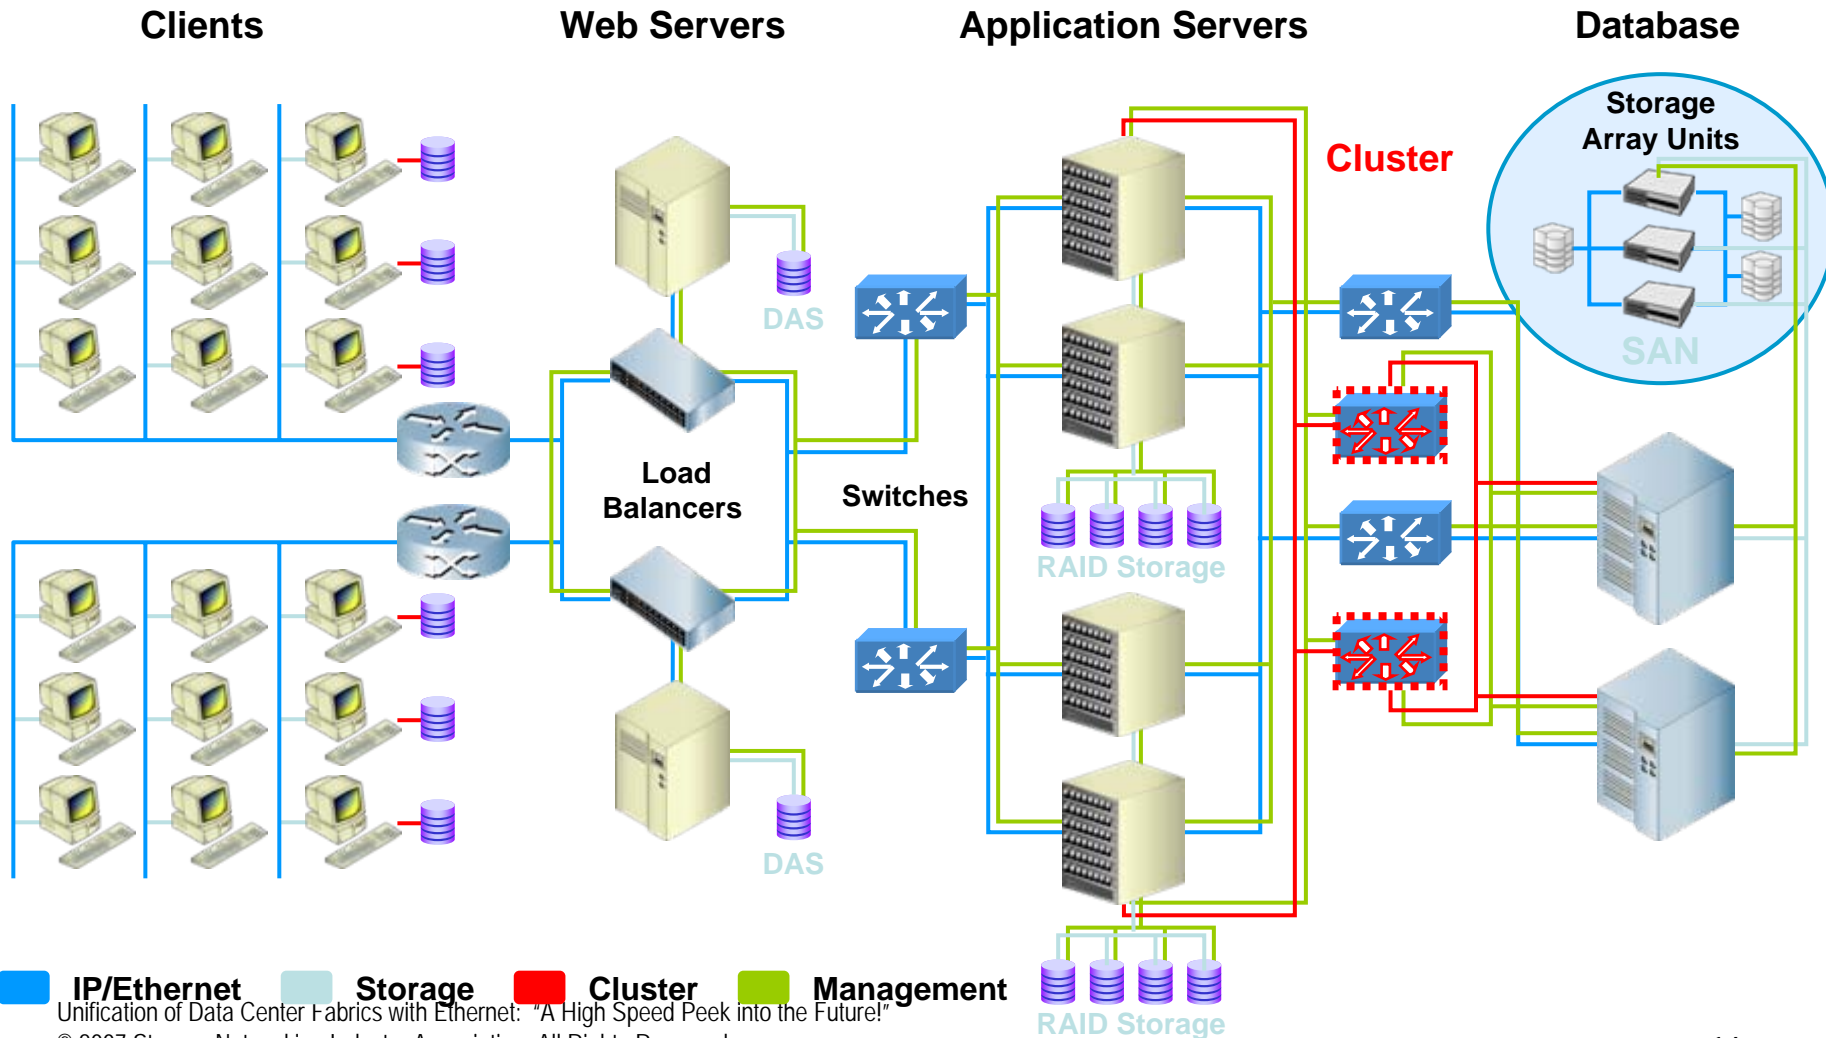 Clients
Web Servers
Application Servers
Database
Storage
Array Units
Cluster
DAS
SAN
Load
Balancers
Switches
RAID Storage
DAS
IP/Ethernet
Storage
Cluster
Management
Unification of Data Center Fabrics with Ethernet: "A High Speed Peek into the Future!"
RAID Storage